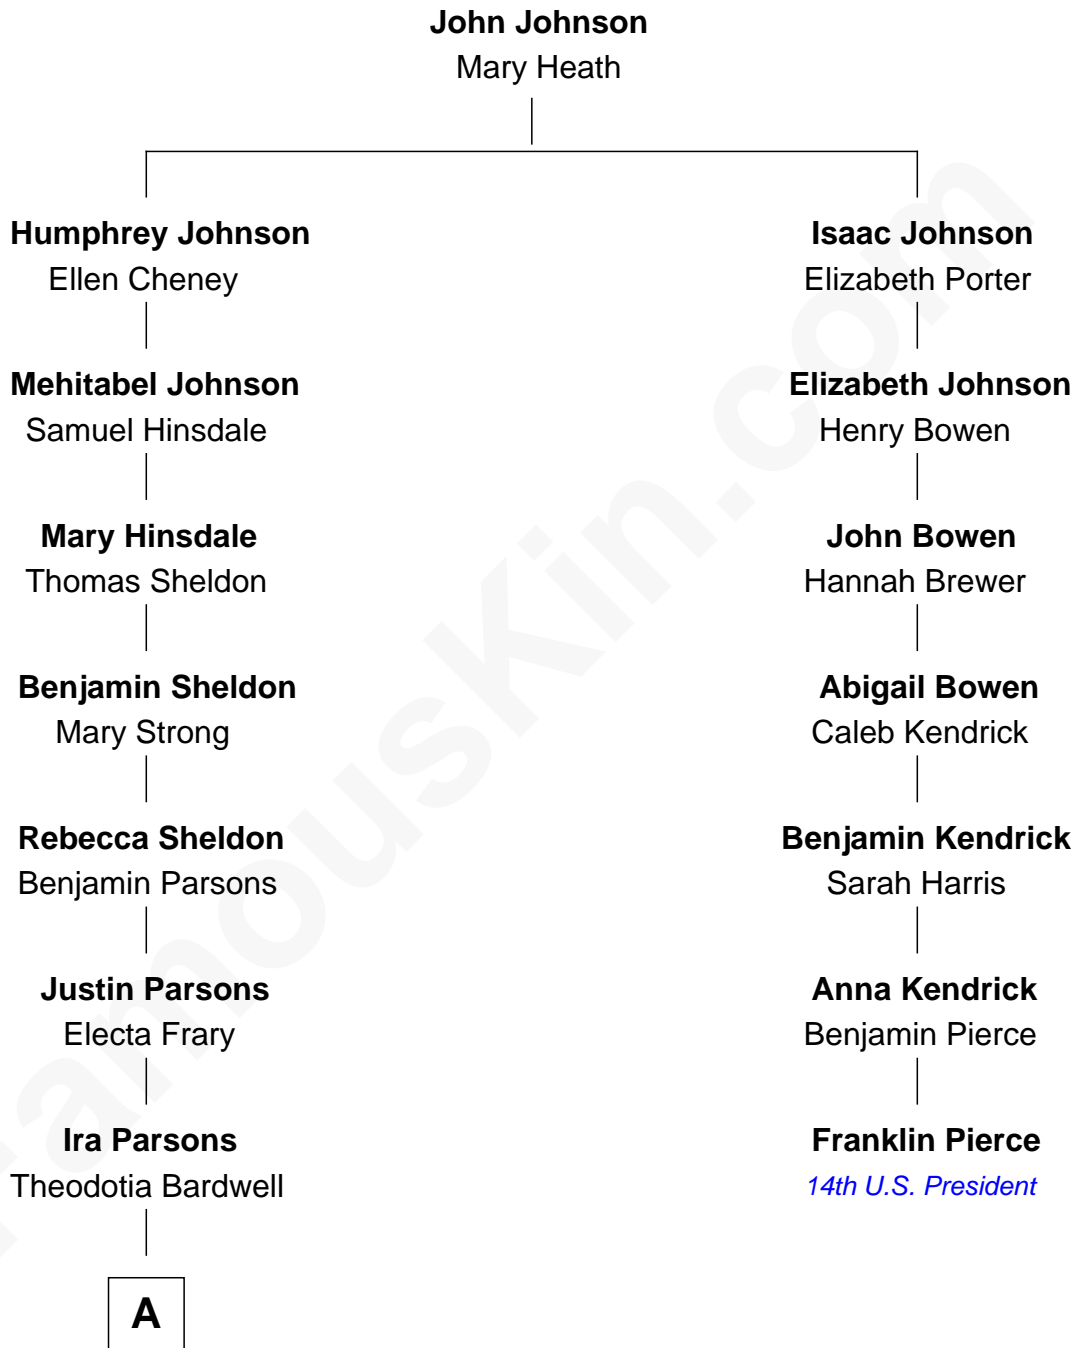 John Johnson
Mary Heath
Humphrey Johnson
Ellen Cheney
Isaac Johnson
Elizabeth Porter
Mehitabel Johnson
Samuel Hinsdale
Elizabeth Johnson
Henry Bowen
Mary Hinsdale
Thomas Sheldon
John Bowen
Hannah Brewer
Benjamin Sheldon
Mary Strong
Abigail Bowen
Caleb Kendrick
Rebecca Sheldon
Benjamin Parsons
Benjamin Kendrick
Sarah Harris
Justin Parsons
Electa Frary
Anna Kendrick
Benjamin Pierce
Ira Parsons
Theodotia Bardwell
Franklin Pierce
14th U.S. President
A
FamousKin.com